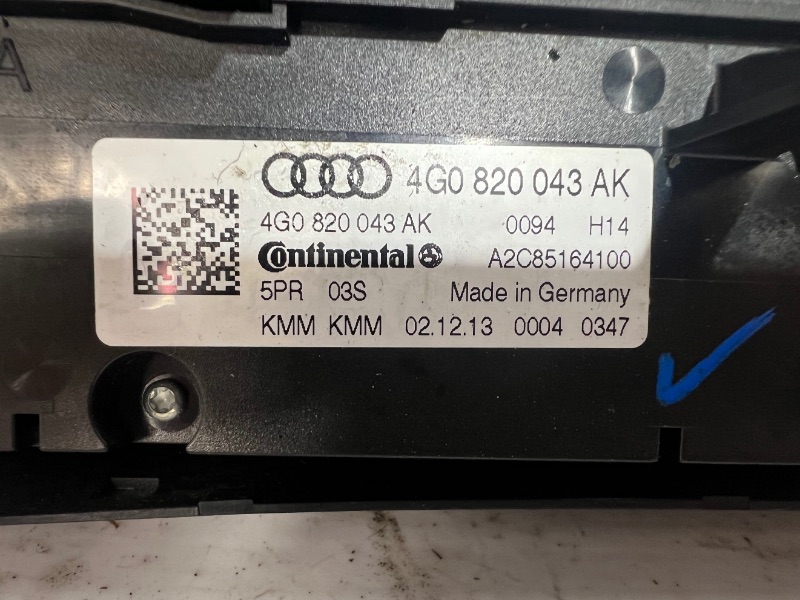 A
4G0 820 043 AK
4G0 820 043 AK 0094 H14
Continental A2C85164100
5PR 03S Made in Germany
KMM KMM 02.12.13 0004 0347